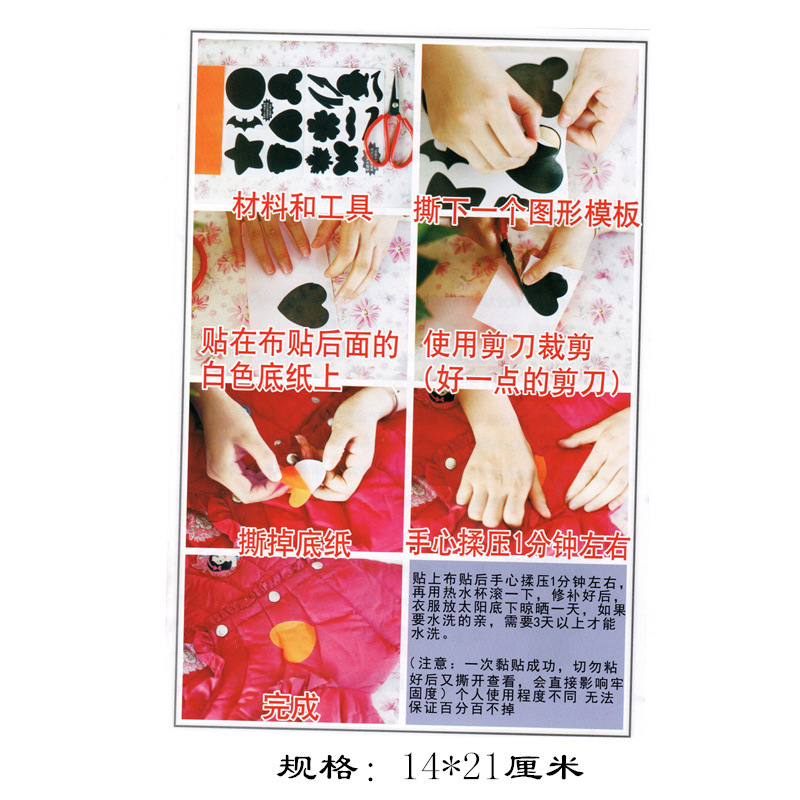 材料和工具
撕下一个图形模板
贴在布贴后面的
白色底纸上
使用剪刀裁剪
（好一点的剪刀）
撕掉底纸
手心揉压1分钟左右
完成
贴上布贴后手心揉压1分钟左右，
再用热水杯滚一下，修补好后，
衣服放太阳底下晾晒一天，如果
要水洗的亲，需要3天以上才能
水洗。
（注意：一次黏贴成功，切勿粘
好后又撕开查看，会直接影响牢
固度）个人使用程度不同 无法
保证百分百不掉
规格：14*21厘米